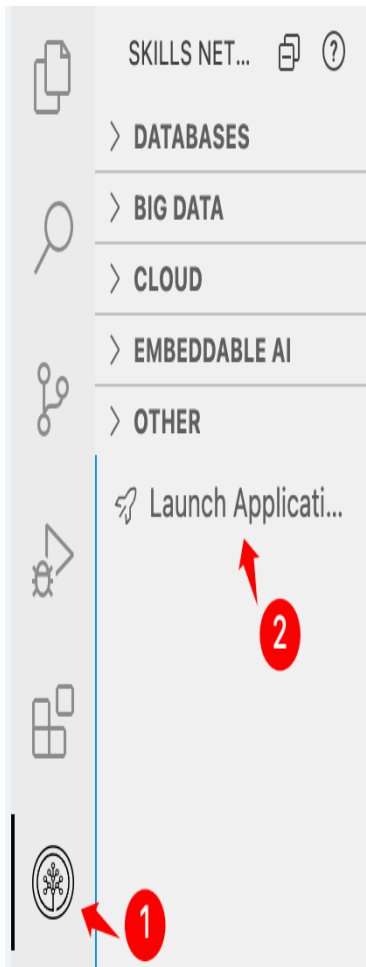 SKILLS NET...
DATABASES
BIG DATA
CLOUD
EMBEDDABLE AI
OTHER
Launch Applicati...
2
1